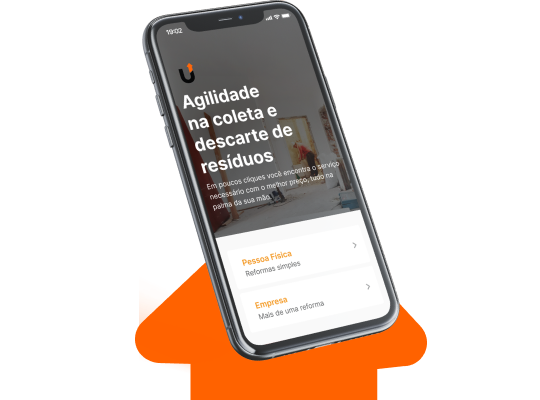 19:02
Agilidade
na coleta e
descarte de
resíduos
Em poucos cliques você encontra o serviço
necessário com o melhor preço, tudo na
palma da sua mão.
Pessoa Física
Reformas simples
Empresa
Mais de uma reforma